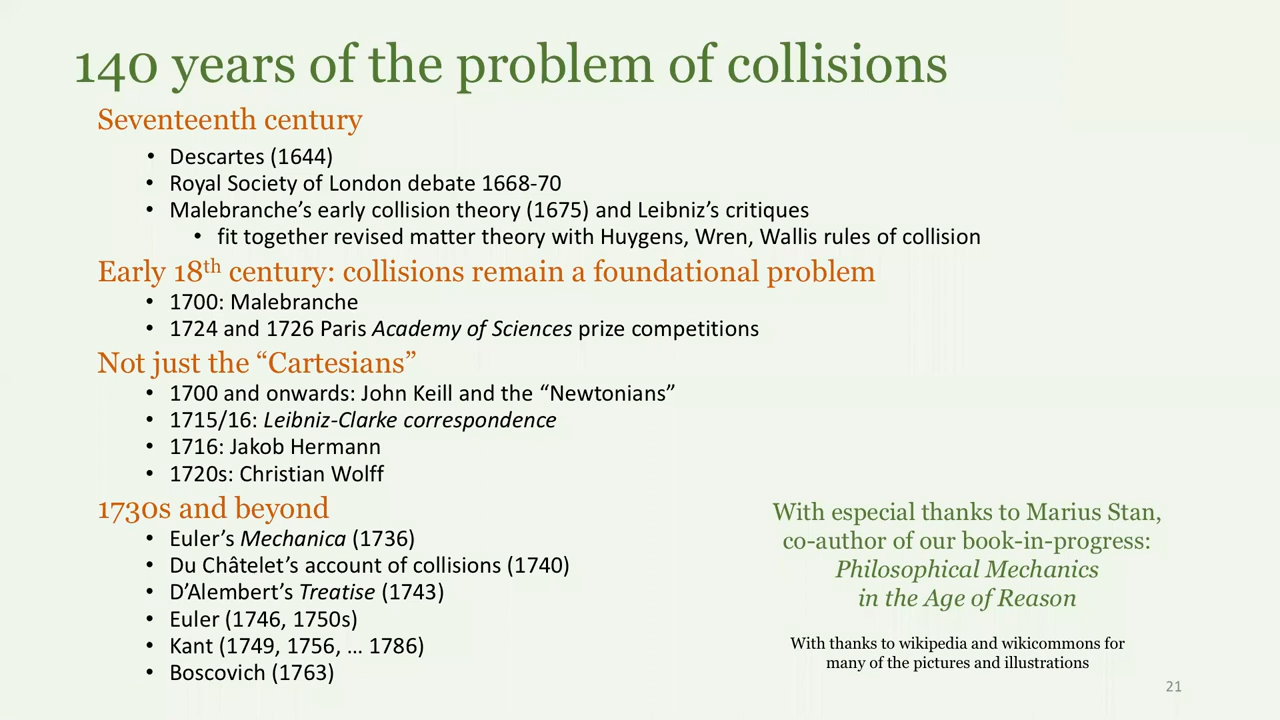 140 years of the problem of collisions
Seventeenth century
• Descartes (1644)
• Royal Society of London debate 1668-70
• Malebranche’s early collision theory (1675) and Leibniz’s critiques
• fit together revised matter theory with Huygens, Wren, Wallis rules of collision
Early 18th century: collisions remain a foundational problem
• 1700: Malebranche
• 1724 and 1726 Paris Academy of Sciences prize competitions
Not just the “Cartesians”
• 1700 and onwards: John Keill and the “Newtonians”
• 1715/16: Leibniz-Clarke correspondence
• 1716: Jakob Hermann
• 1720s: Christian Wolff
1730s and beyond
• Euler’s Mechanica (1736)
• Du Châtelet’s account of collisions (1740)
• D’Alembert’s Treatise (1743)
• Euler (1746, 1750s)
• Kant (1749, 1756, … 1786)
• Boscovich (1763)
With especial thanks to Marius Stan,
co-author of our book-in-progress:
Philosophical Mechanics
in the Age of Reason
With thanks to wikipedia and wikicommons for
many of the pictures and illustrations
21